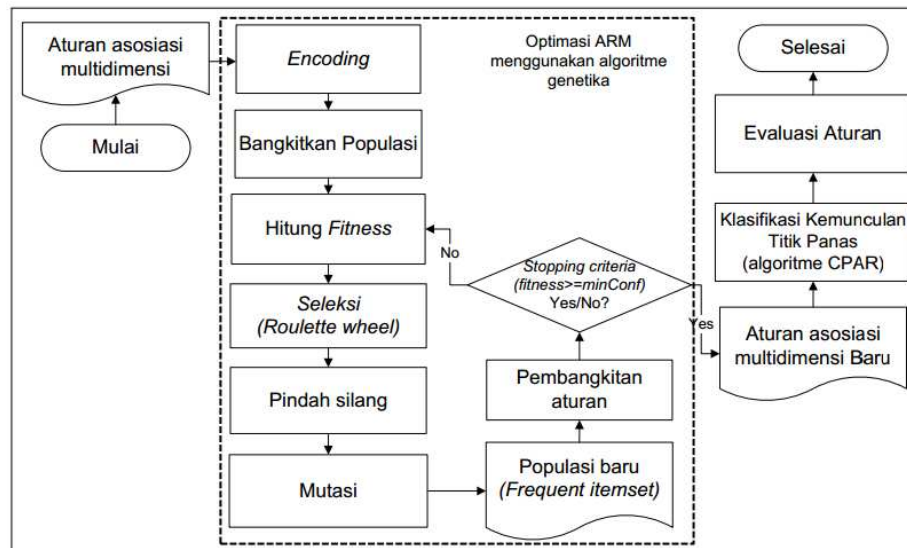 Aturan asosiasi
multidimensi
Mulai
Optimasi ARM
menggunakan algoritme
genetika
Encoding
Bangkitkan Populasi
Hitung Fitness
Seleksi
(Roulette wheel)
Pindah silang
Mutasi
Populasi baru
(Frequent itemset)
Pembangkitan
aturan
Stopping criteria
(fitness>=minConf)
Yes/No?
No
Yes
Aturan asosiasi
multidimensi Baru
Klasifikasi Kemunculan
Titik Panas
(algoritme CPAR)
Evaluasi Aturan
Selesai